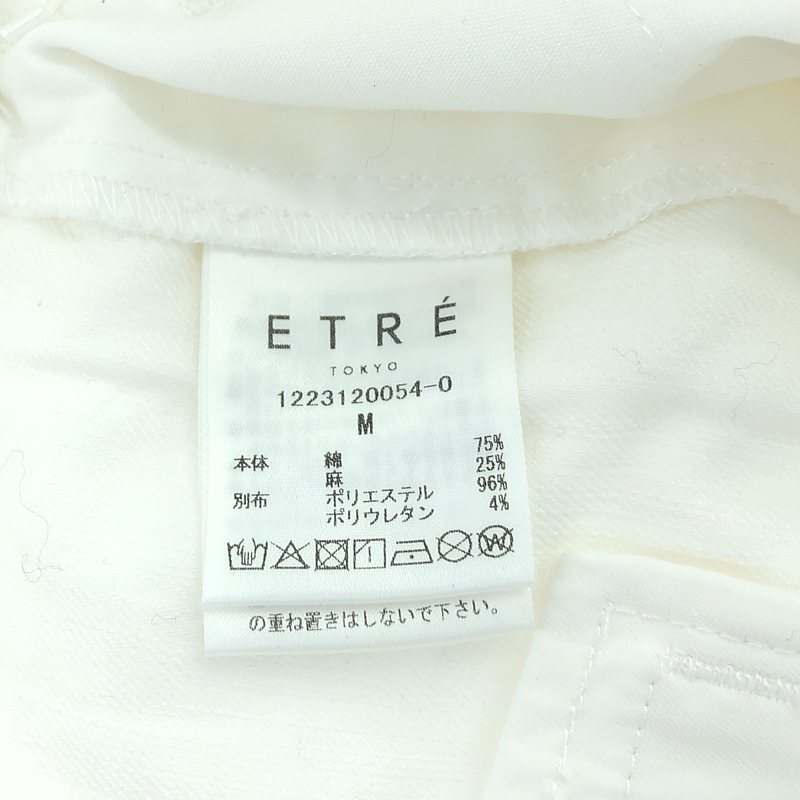 ETRÉ
TOKYO
1223120054-0
M
本体 綿 75%
麻 25%
別布 ポリエステル 96%
ポリウレタン 4%
の重ね置きはしないで下さい。